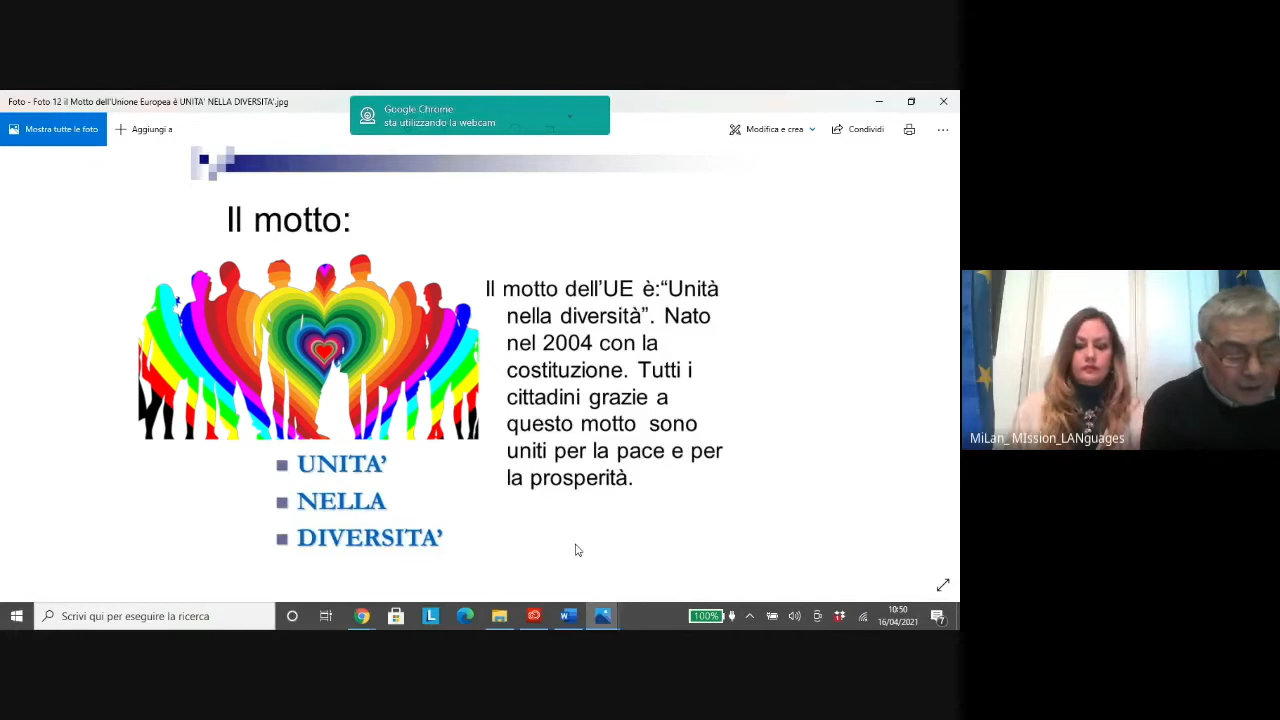 Foto - Foto 12 il Motto dell'Unione Europea è UNITA' NELLA DIVERSITA'.jpg
Google Chrome
sta utilizzando la webcam
Mostra tutte le foto
Aggiungi a
Modifica e crea
Condividi
Il motto:
Il motto dell'UE è:“Unità
nella diversità”. Nato
nel 2004 con la
costituzione. Tutti i
cittadini grazie a
questo motto sono
uniti per la pace e per
la prosperità.
UNITA’
NELLA
DIVERSITA’
MiLan_ MIssion_LANguages
Scrivi qui per eseguire la ricerca
L
100%
10:50
16/04/2021
7